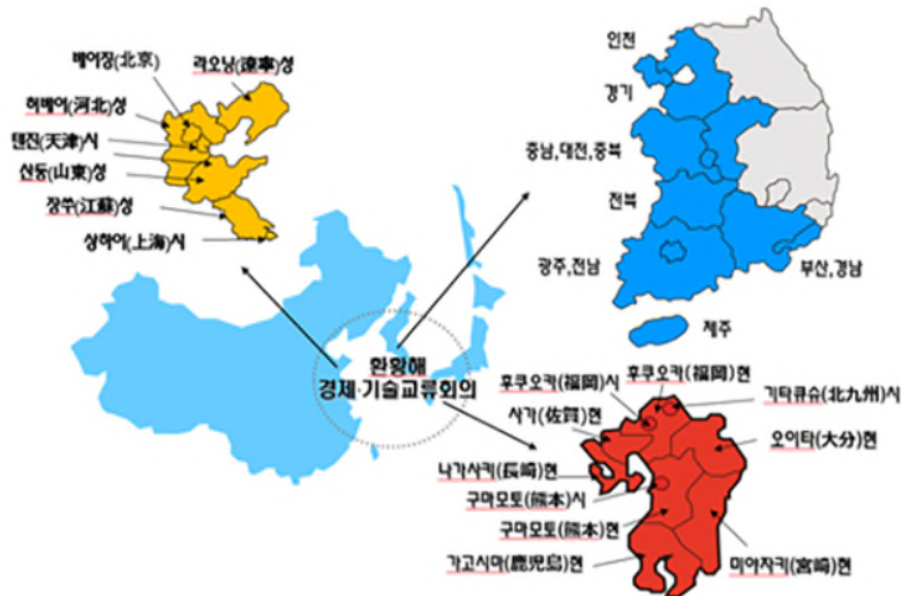 베이징(北京)
랴오닝(遼寧)성
허베이(河北)성
텐진(天津)시
산둥(山東)성
장쑤(江蘇)성
상하이(上海)시
인천
경기
충남,대전,충북
전북
광주,전남
부산,경남
제주
환황해
경제·기술교류회의
후쿠오카(福岡)시
후쿠오카(福岡)현
기타큐슈(北九州)시
사가(佐賀)현
오이타(大分)현
나가사키(長崎)현
구마모토(熊本)시
구마모토(熊本)현
가고시마(鹿児島)현
미야자키(宮崎)현